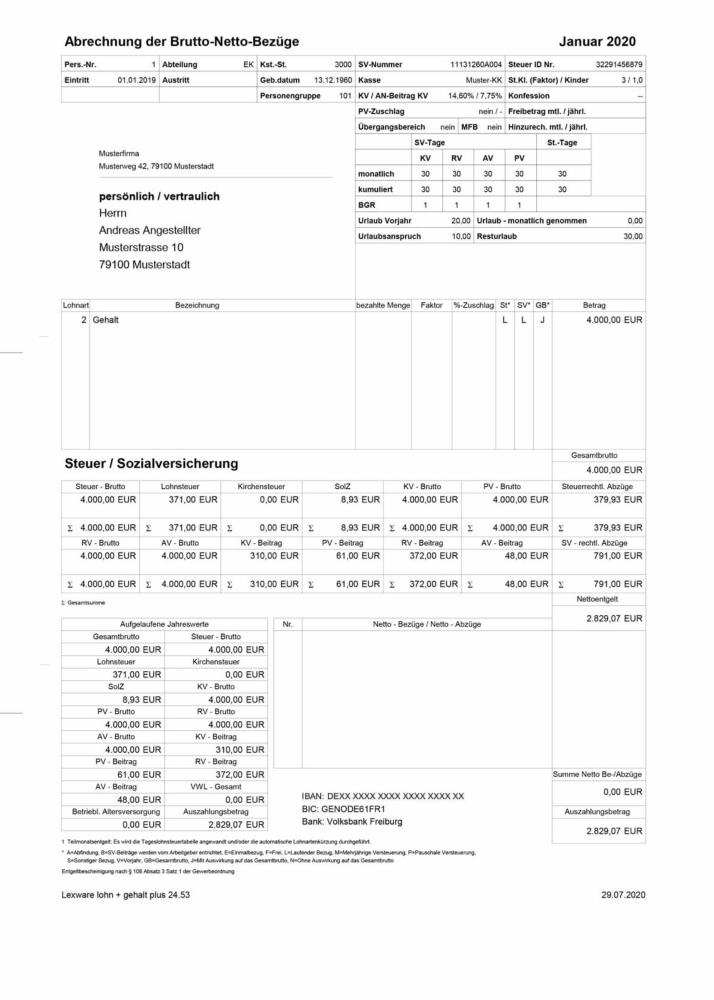 Abrechnung der Brutto-Netto-Bezüge Januar 2020
Pers.-Nr. 1 Abteilung EK Kst.-St. 3000 SV-Nummer 11131260A004 Steuer ID Nr. 32291456879
Eintritt 01.01.2019 Austritt Geb.datum 13.12.1960 Kasse Muster-KK St.Kl. (Faktor) / Kinder 3 / 1,0
Personengruppe 101 KV / AN-Beitrag KV 14,60% / 7,75% Konfession --
PV-Zuschlag nein / - Freibetrag mtl. / jährl.
Übergangsbereich nein MFB nein Hinzurech. mtl. / jährl.
SV-Tage St.-Tage
KV RV AV PV
monatlich 30 30 30 30 30
kumuliert 30 30 30 30 30
BGR 1 1 1 1
Urlaub Vorjahr 20,00 Urlaub - monatlich genommen 0,00
Urlaubsanspruch 10,00 Resturlaub 30,00
Musterfirma
Musterweg 42, 79100 Musterstadt
persönlich / vertraulich
Herrn
Andreas Angestellter
Musterstrasse 10
79100 Musterstadt
Lohnart Bezeichnung bezahlte Menge Faktor %-Zuschlag St* SV* GB* Betrag
2 Gehalt L L J 4.000,00 EUR
Gesamtbrutto
Steuer / Sozialversicherung 4.000,00 EUR
Steuer - Brutto Lohnsteuer Kirchensteuer SolZ KV - Brutto PV - Brutto Steuerrechtl. Abzüge
4.000,00 EUR 371,00 EUR 0,00 EUR 8,93 EUR 4.000,00 EUR 4.000,00 EUR 379,93 EUR
Σ 4.000,00 EUR Σ 371,00 EUR Σ 0,00 EUR Σ 8,93 EUR Σ 4.000,00 EUR Σ 4.000,00 EUR Σ 379,93 EUR
RV - Brutto AV - Brutto KV - Beitrag PV - Beitrag RV - Beitrag AV - Beitrag SV - rechtl. Abzüge
4.000,00 EUR 4.000,00 EUR 310,00 EUR 61,00 EUR 372,00 EUR 48,00 EUR 791,00 EUR
Σ 4.000,00 EUR Σ 4.000,00 EUR Σ 310,00 EUR Σ 61,00 EUR Σ 372,00 EUR Σ 48,00 EUR Σ 791,00 EUR
Σ Gesamtsumme
Nettoentgelt
2.829,07 EUR
Aufgelaufene Jahreswerte
Gesamtbrutto Steuer - Brutto
4.000,00 EUR 4.000,00 EUR
Lohnsteuer Kirchensteuer
371,00 EUR 0,00 EUR
SolZ KV - Brutto
8,93 EUR 4.000,00 EUR
PV - Brutto RV - Brutto
4.000,00 EUR 4.000,00 EUR
AV - Brutto KV - Beitrag
4.000,00 EUR 310,00 EUR
PV - Beitrag RV - Beitrag
61,00 EUR 372,00 EUR
AV - Beitrag VWL - Gesamt
48,00 EUR 0,00 EUR
Betriebl. Altersversorgung Auszahlungsbetrag
0,00 EUR 2.829,07 EUR
Nr. Netto - Bezüge / Netto - Abzüge
Summe Netto Be-/Abzüge
0,00 EUR
IBAN: DEXX XXXX XXXX XXXX XXXX XX
BIC: GENODE61FR1
Bank: Volksbank Freiburg
Auszahlungsbetrag
2.829,07 EUR
1 Teilmonatsentgelt: Es wird die Tageslohnsteuertabelle angewandt und/oder die automatische Lohnartenkürzung durchgeführt.
* A=Abfindung, B=SV-Beiträge werden vom Arbeitgeber entrichtet, E=Einmalbezug, F=Frei, L=Laufender Bezug, M=Mehrjährige Versteuerung, P=Pauschale Versteuerung,
S=Sonstiger Bezug, V=Vorjahr, GB=Gesamtbrutto, J=Mit Auswirkung auf das Gesamtbrutto, N=Ohne Auswirkung auf das Gesamtbrutto
Entgeltbescheinigung nach § 108 Absatz 3 Satz 1 der Gewerbeordnung
Lexware lohn + gehalt plus 24.53 29.07.2020